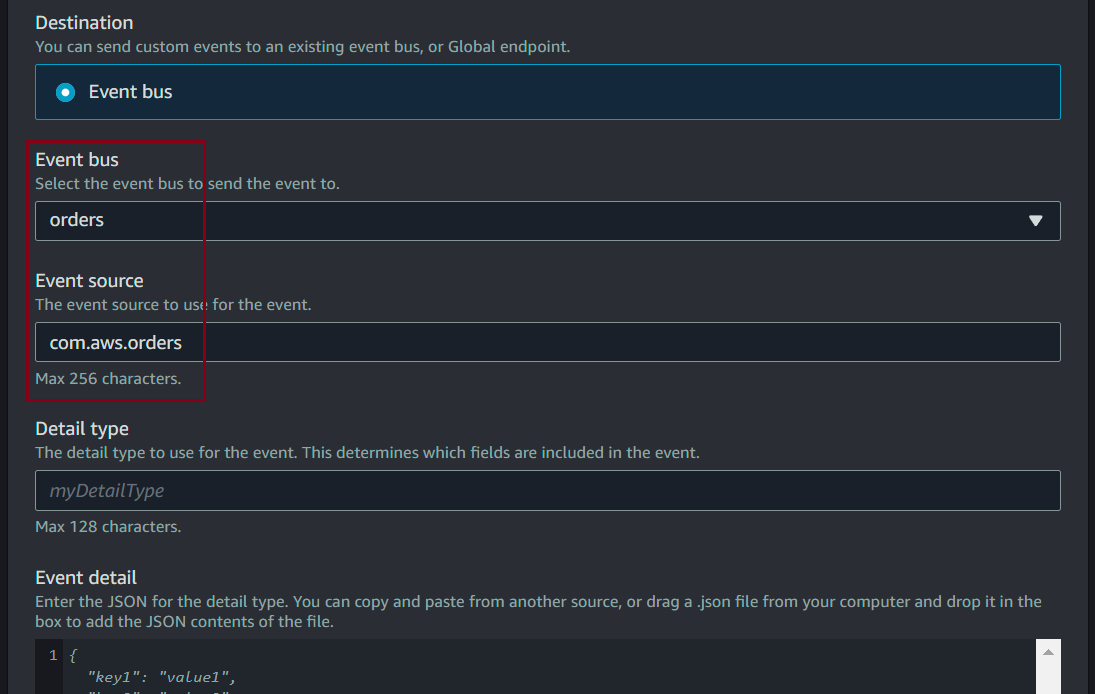 Destination
You can send custom events to an existing event bus, or Global endpoint.
Event bus
Event bus
Select the event bus to send the event to.
orders
Event source
The event source to use for the event.
com.aws.orders
Max 256 characters.
Detail type
The detail type to use for the event. This determines which fields are included in the event.
myDetailType
Max 128 characters.
Event detail
Enter the JSON for the detail type. You can copy and paste from another source, or drag a .json file from your computer and drop it in the
box to add the JSON contents of the file.
1 {
"key1": "value1",